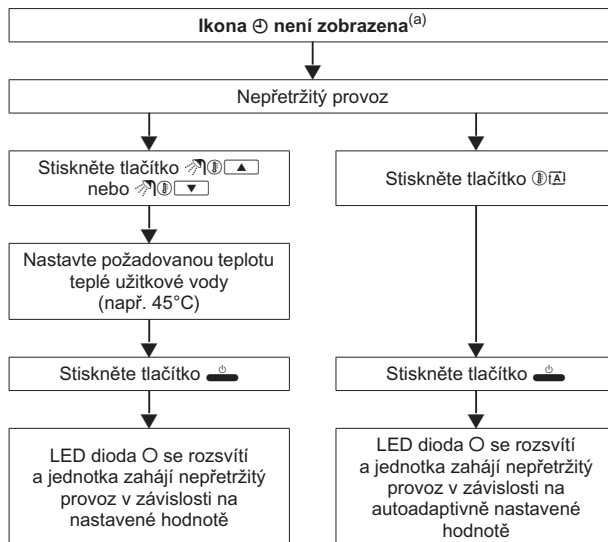 Ikona 🕘 není zobrazena(a)
Nepřetržitý provoz
Stiskněte tlačítko ▲
nebo ▼
Nastavte požadovanou teplotu
teplé užitkové vody
(např. 45°C)
Stiskněte tlačítko
LED dioda O se rozsvítí
a jednotka zahájí nepřetržitý
provoz v závislosti na
nastavené hodnotě
Stiskněte tlačítko A
Stiskněte tlačítko
LED dioda O se rozsvítí
a jednotka zahájí nepřetržitý
provoz v závislosti na
autoadaptivně nastavené
hodnotě